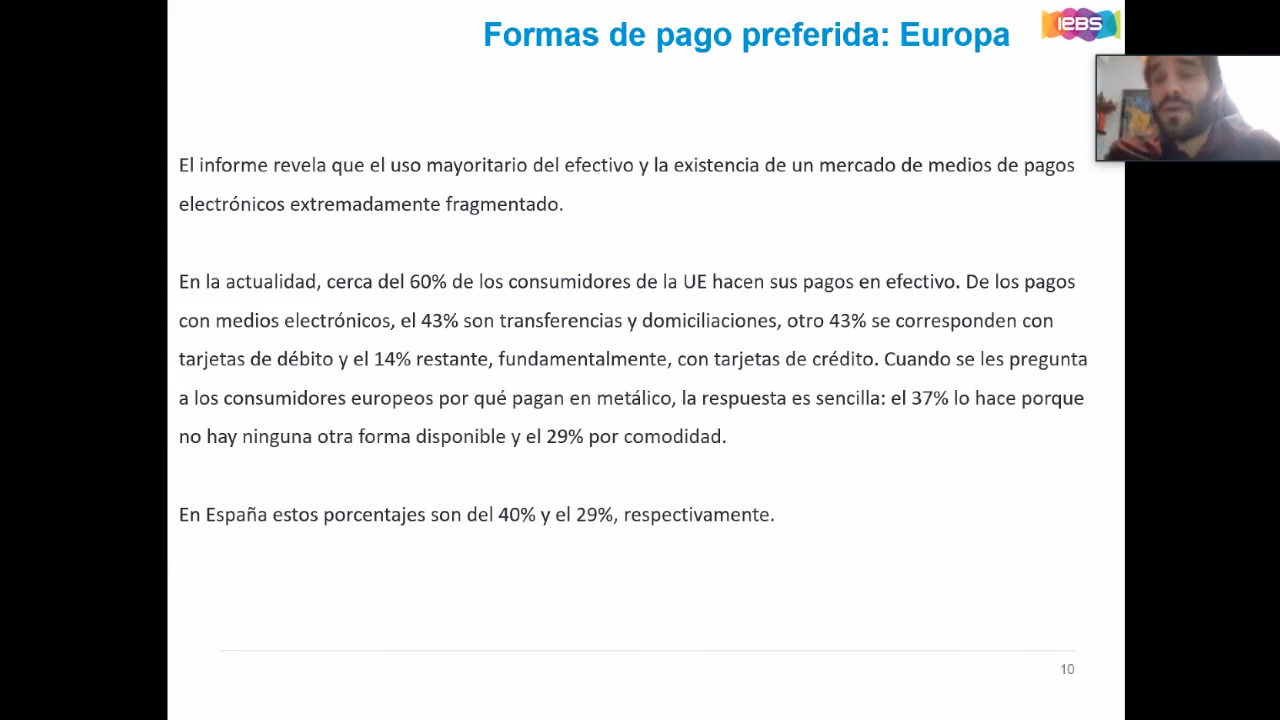 Formas de pago preferida: Europa
IEBS
El informe revela que el uso mayoritario del efectivo y la existencia de un mercado de medios de pagos
electrónicos extremadamente fragmentado.
En la actualidad, cerca del 60% de los consumidores de la UE hacen sus pagos en efectivo. De los pagos
con medios electrónicos, el 43% son transferencias y domiciliaciones, otro 43% se corresponden con
tarjetas de débito y el 14% restante, fundamentalmente, con tarjetas de crédito. Cuando se les pregunta
a los consumidores europeos por qué pagan en metálico, la respuesta es sencilla: el 37% lo hace porque
no hay ninguna otra forma disponible y el 29% por comodidad.
En España estos porcentajes son del 40% y el 29%, respectivamente.
10